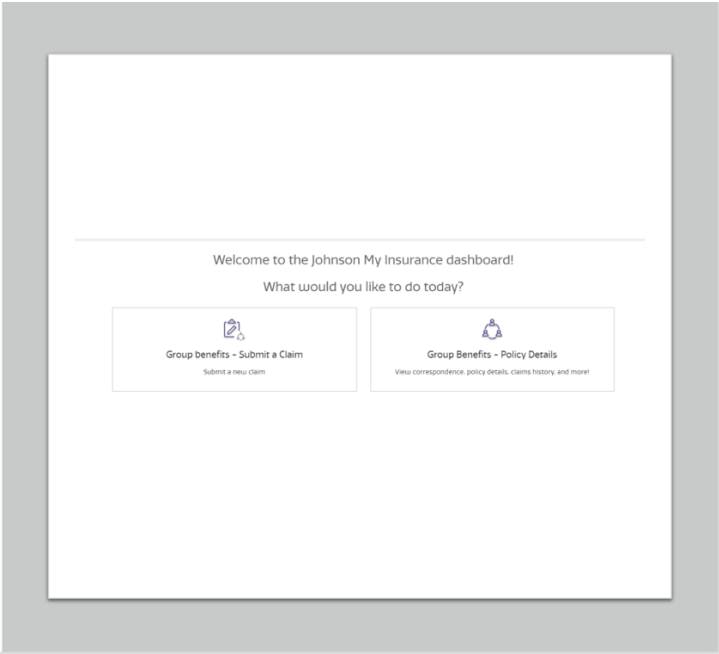 Welcome to the Johnson My Insurance dashboard!
What would you like to do today?
Group benefits – Submit a Claim
Submit a new claim
Group Benefits – Policy Details
View correspondence, policy details, claims history, and more!